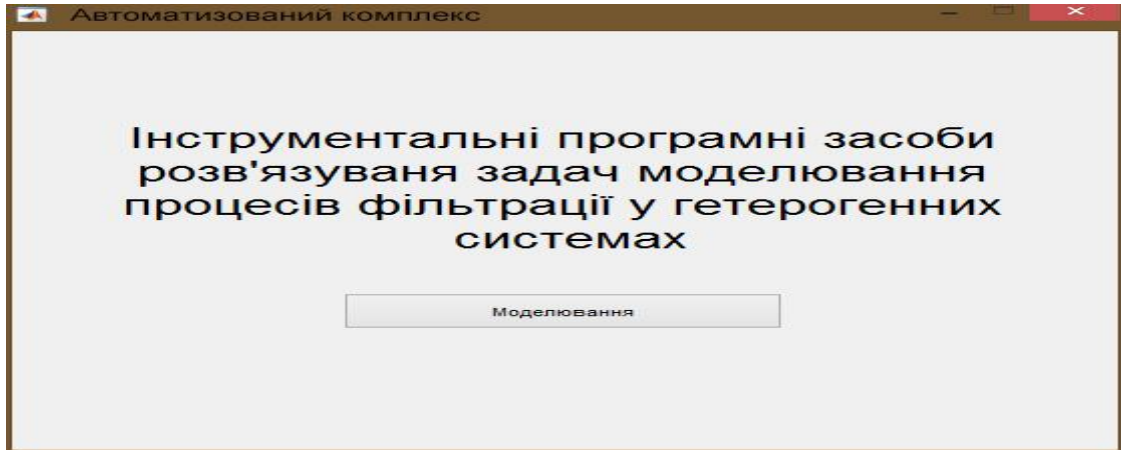 Автоматизований комплекс
Інструментальні програмні засоби
розв'язуваня задач моделювання
процесів фільтрації у гетерогенних
системах
Моделювання